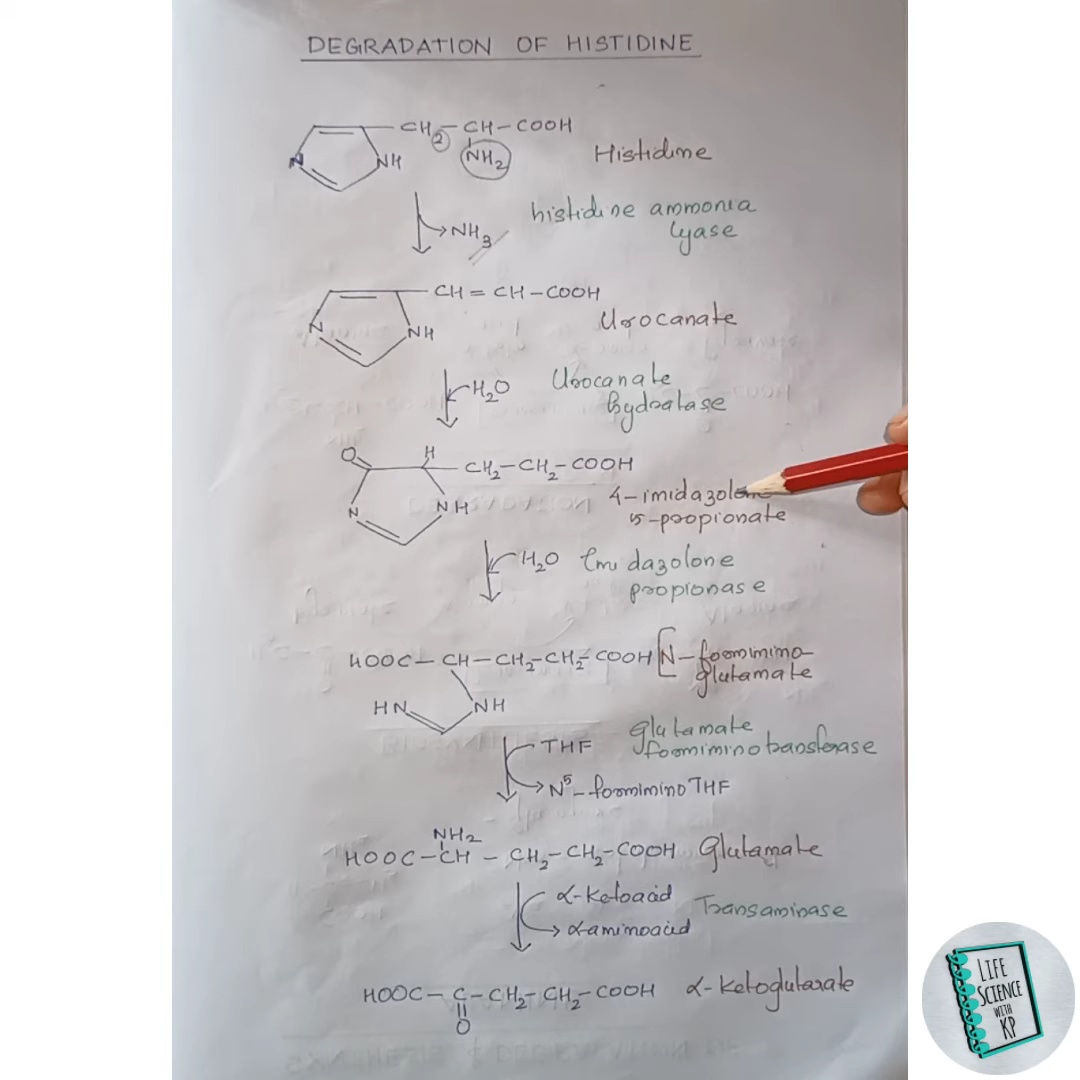 DEGRADATION OF HISTIDINE
CH2-CH-COOH
N
NH
NH2
Histidine
NH3
histidine ammonia
lyase
CH=CH-COOH
N
NH
Urocanate
H2O
Urocanate
hydratase
O
H
CH2-CH2-COOH
N
NH
4-imidazolone
5-propionate
H2O
Imidazolone
propionase
HOOC-CH-CH2-CH2-COOH [N-formimino-
glutamate
HN
NH
THF
glutamate
formimino transferase
N5-formimino THF
NH2
HOOC-CH-CH2-CH2-COOH Glutamate
α-ketoacid
Transaminase
α-aminoacid
HOOC-C-CH2-CH2-COOH α-Ketoglutarate
O
LIFE
SCIENCE
WITH
KP